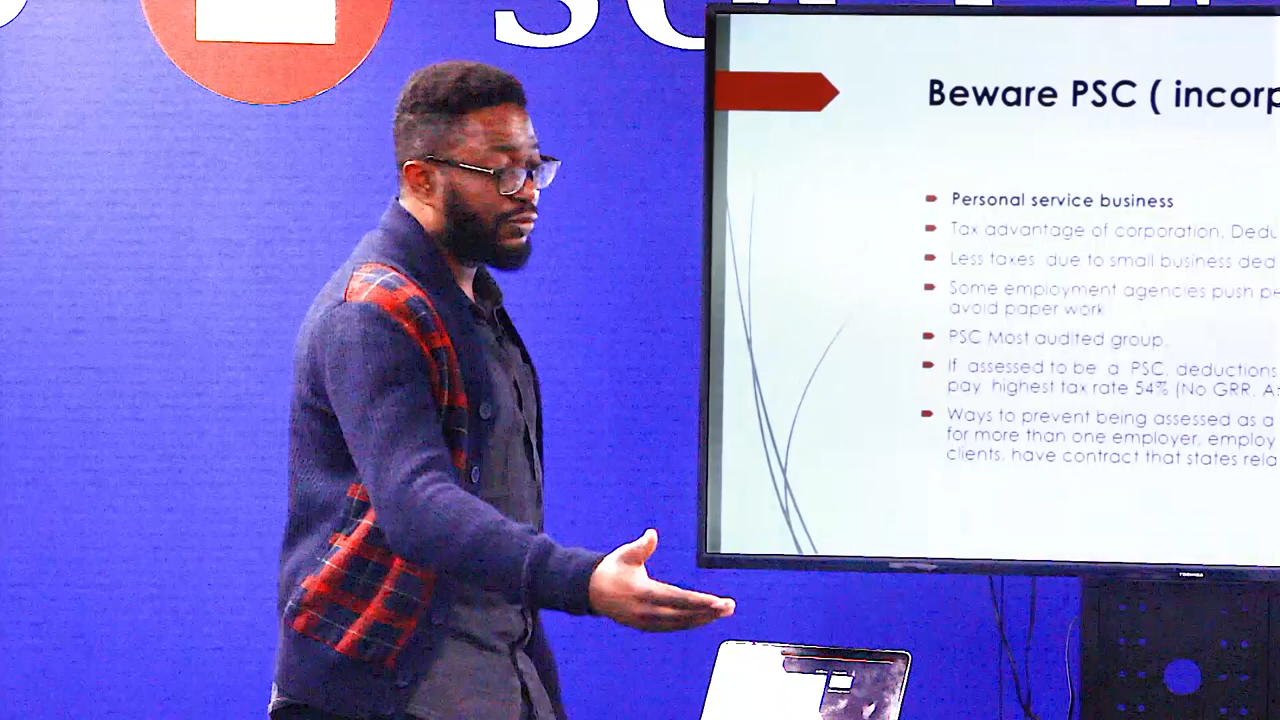 Beware PSC ( incorp
Personal service business
Tax advantage of corporation. Dedu
Less taxes due to small business ded
Some employment agencies push pe
avoid paper work
PSC Most audited group.
If assessed to be a PSC, deductions
pay highest tax rate 54% (No GRR. A
Ways to prevent being assessed as a
for more than one employer, employ
clients, have contract that states rela
TOSHIBA